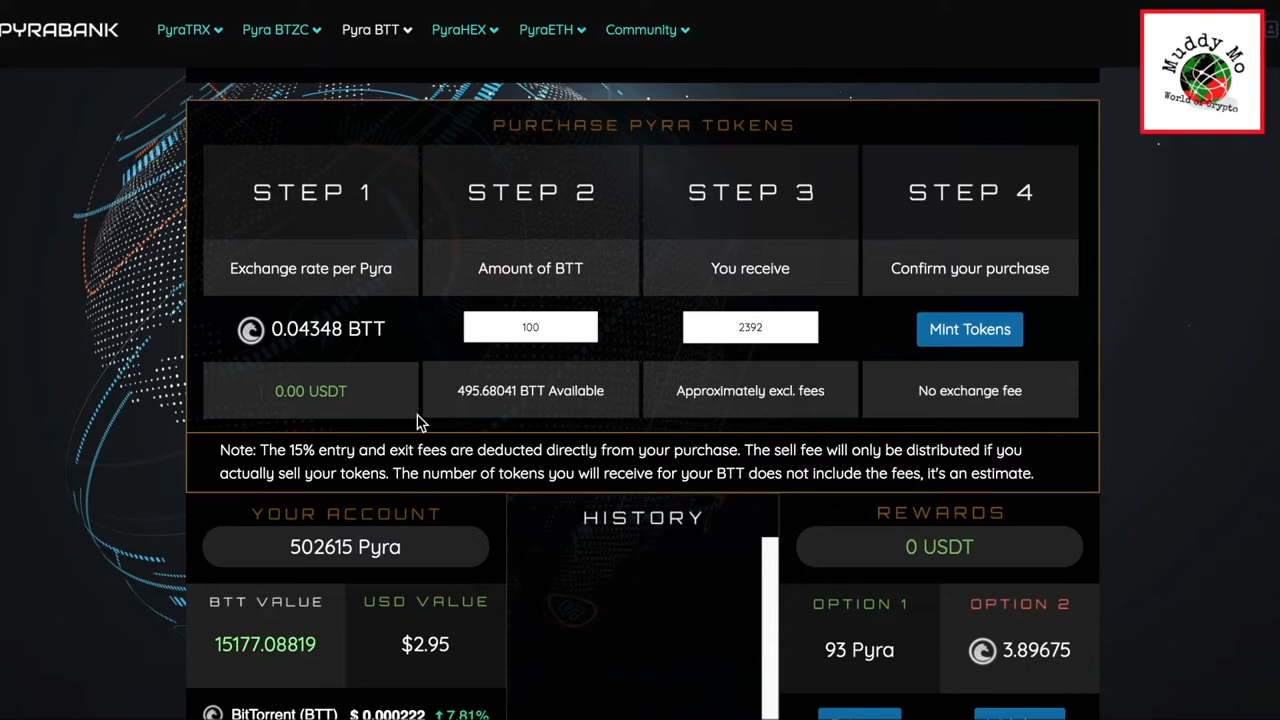 PYRABANK
PyraTRX
Pyra BTZC
Pyra BTT
PyraHEX
PyraETH
Community
Muddy Mo
World of Crypto
PURCHASE PYRA TOKENS
STEP 1
STEP 2
STEP 3
STEP 4
Exchange rate per Pyra
Amount of BTT
You receive
Confirm your purchase
0.04348 BTT
100
2392
Mint Tokens
0.00 USDT
495.68041 BTT Available
Approximately excl. fees
No exchange fee
Note: The 15% entry and exit fees are deducted directly from your purchase. The sell fee will only be distributed if you
actually sell your tokens. The number of tokens you will receive for your BTT does not include the fees, it's an estimate.
YOUR ACCOUNT
502615 Pyra
HISTORY
REWARDS
0 USDT
BTT VALUE
USD VALUE
15177.08819
$2.95
OPTION 1
OPTION 2
93 Pyra
3.89675
BitTorrent (BTT) $ 0.000222 ↑7.81%